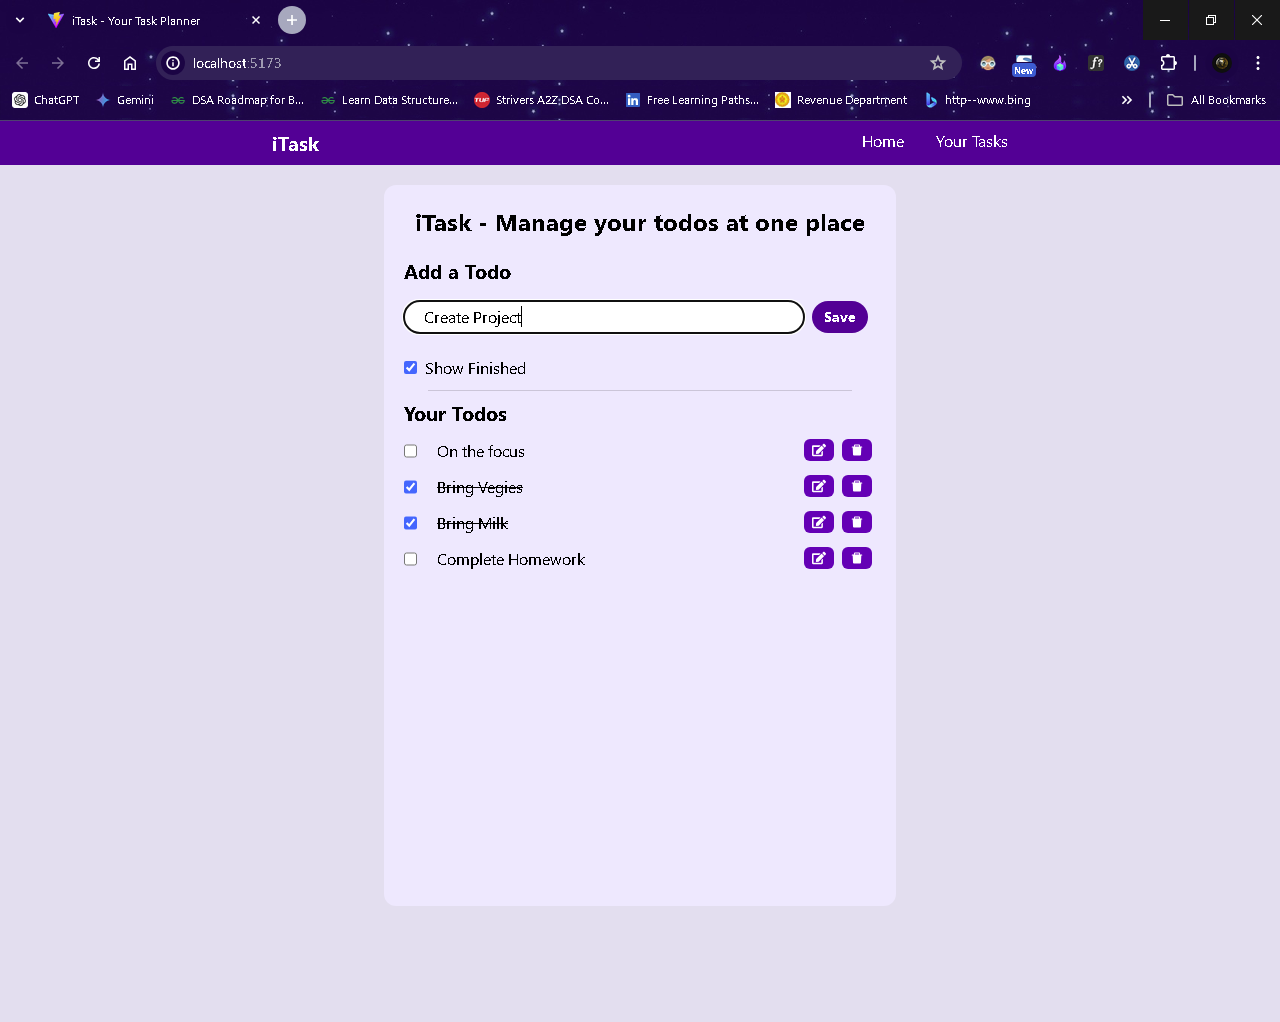 iTask - Your Task Planner
localhost:5173
f?
New
ChatGPT Gemini DSA Roadmap for B... Learn Data Structure... TUF Strivers A2Z DSA Co... in Free Learning Paths... Revenue Department http--www.bing All Bookmarks
iTask Home Your Tasks
iTask - Manage your todos at one place
Add a Todo
Create Project Save
Show Finished
Your Todos
On the focus
Bring Vegies
Bring Milk
Complete Homework